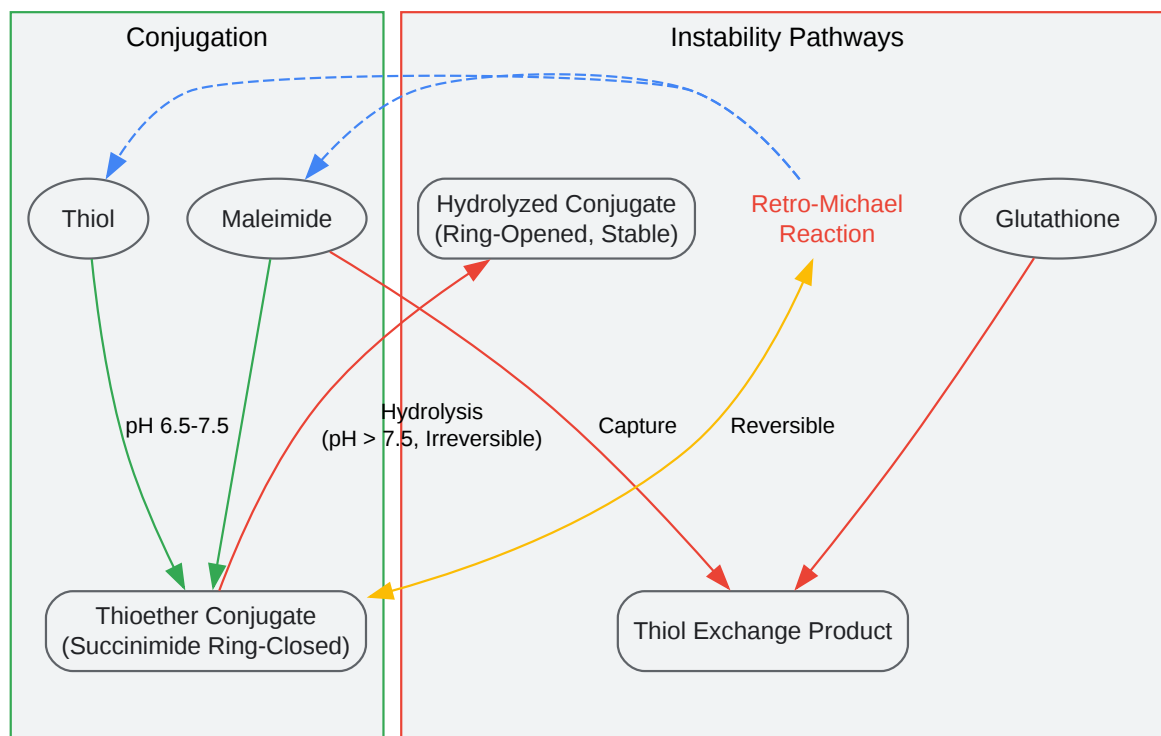 Conjugation
Instability Pathways
Thiol
Maleimide
Hydrolyzed Conjugate
(Ring-Opened, Stable)
Retro-Michael
Reaction
Glutathione
pH 6.5-7.5
Hydrolysis
(pH > 7.5, Irreversible)
Capture
Reversible
Thioether Conjugate
(Succinimide Ring-Closed)
Thiol Exchange Product